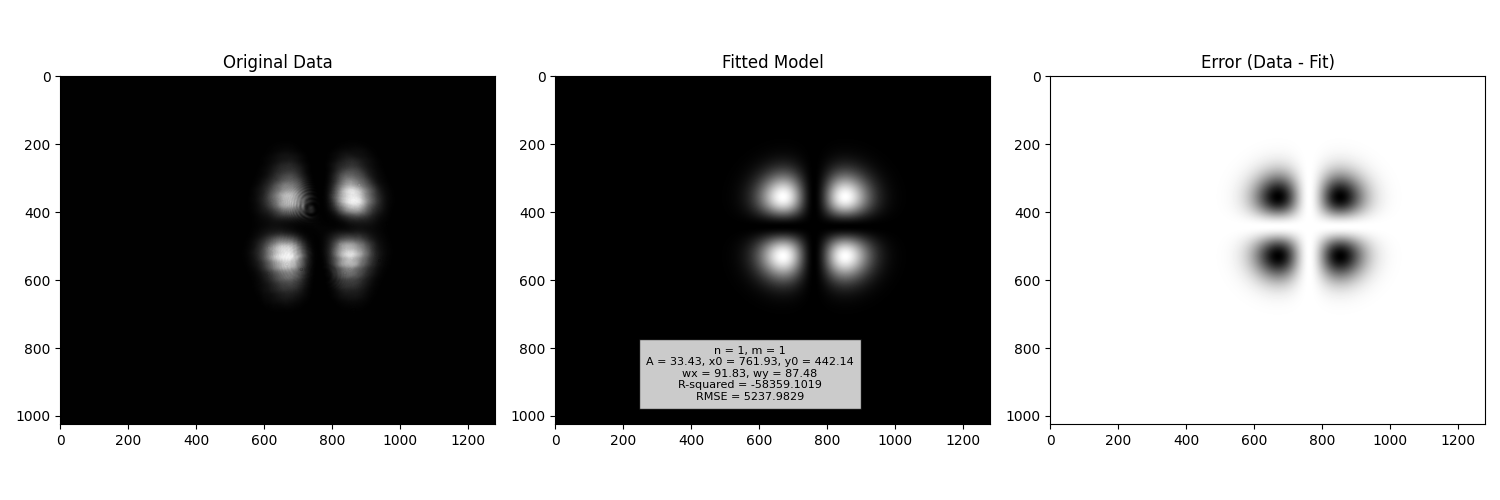 Original Data
0
200
400
600
800
1000
0 200 400 600 800 1000 1200
Fitted Model
0
200
400
600
800
1000
n = 1, m = 1
A = 33.43, x0 = 761.93, y0 = 442.14
wx = 91.83, wy = 87.48
R-squared = -58359.1019
RMSE = 5237.9829
0 200 400 600 800 1000 1200
Error (Data - Fit)
0
200
400
600
800
1000
0 200 400 600 800 1000 1200